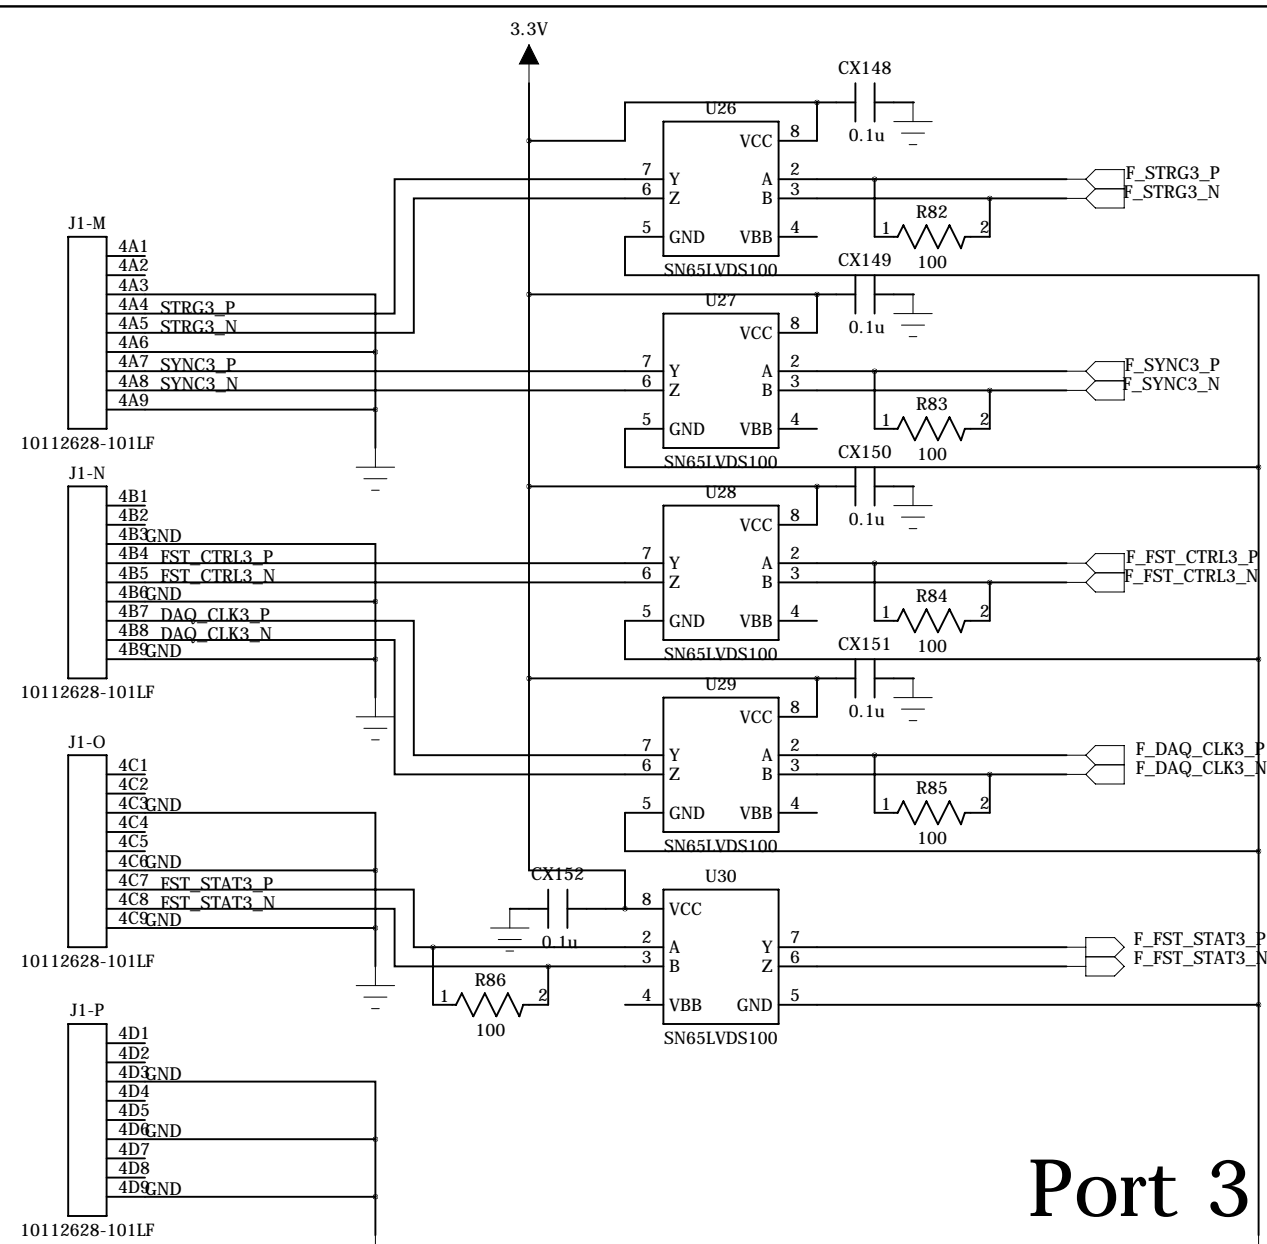 3.3V
CX148
0.1u
U26
VCC 8
7 Y A 2
6 Z B 3
5 GND VBB 4
SN65LVDS100
F_STRG3_P
F_STRG3_N
R82
1 2
100
J1-M
4A1
4A2
4A3
4A4 STRG3_P
4A5 STRG3_N
4A6
4A7 SYNC3_P
4A8 SYNC3_N
4A9
10112628-101LF
CX149
0.1u
U27
VCC 8
7 Y A 2
6 Z B 3
5 GND VBB 4
SN65LVDS100
F_SYNC3_P
F_SYNC3_N
R83
1 2
100
J1-N
4B1
4B2
4B3 GND
4B4 FST_CTRL3_P
4B5 FST_CTRL3_N
4B6 GND
4B7 DAQ_CLK3_P
4B8 DAQ_CLK3_N
4B9 GND
10112628-101LF
CX150
0.1u
U28
VCC 8
7 Y A 2
6 Z B 3
5 GND VBB 4
SN65LVDS100
F_FST_CTRL3_P
F_FST_CTRL3_N
R84
1 2
100
CX151
0.1u
U29
VCC 8
7 Y A 2
6 Z B 3
5 GND VBB 4
SN65LVDS100
F_DAQ_CLK3_P
F_DAQ_CLK3_N
R85
1 2
100
J1-O
4C1
4C2
4C3 GND
4C4
4C5
4C6 GND
4C7 FST_STAT3_P
4C8 FST_STAT3_N
4C9 GND
10112628-101LF
CX152
0.1u
U30
8 VCC
2 A Y 7
3 B Z 6
4 VBB GND 5
SN65LVDS100
R86
1 2
100
F_FST_STAT3_P
F_FST_STAT3_N
J1-P
4D1
4D2
4D3 GND
4D4
4D5
4D6 GND
4D7
4D8
4D9 GND
10112628-101LF
Port 3